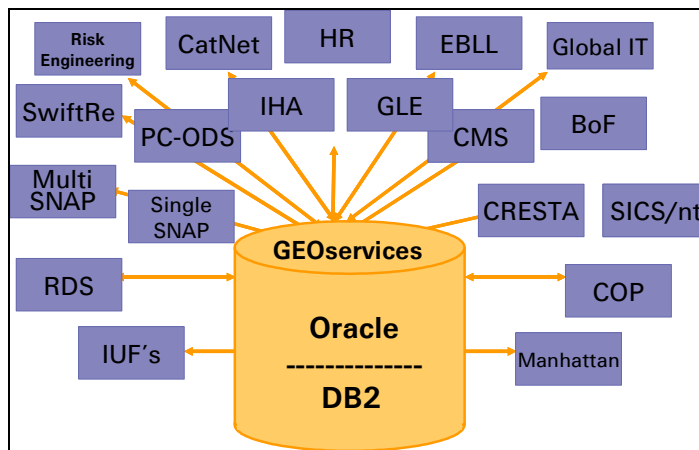 Risk
Engineering
CatNet
HR
EBLL
Global IT
SwiftRe
PC-ODS
IHA
GLE
CMS
BoF
Multi
SNAP
Single
SNAP
CRESTA
SICS/nt
GEOservices
RDS
COP
Oracle
--------------
DB2
IUF´s
Manhattan